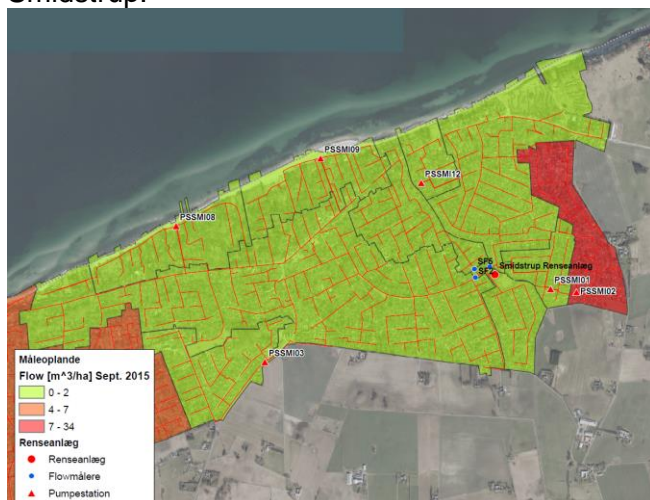 Smidstrup.
PSSMI09
PSSMI12
PSSMI08
SF5
Smidstrup Renseanlæg
PSSMI01
PSSMI02
PSSMI03
Måleoplande
Flow [m^3/ha] Sept. 2015
0 - 2
4 - 7
7 - 34
Renseanlæg
Renseanlæg
Flowmålere
Pumpestation